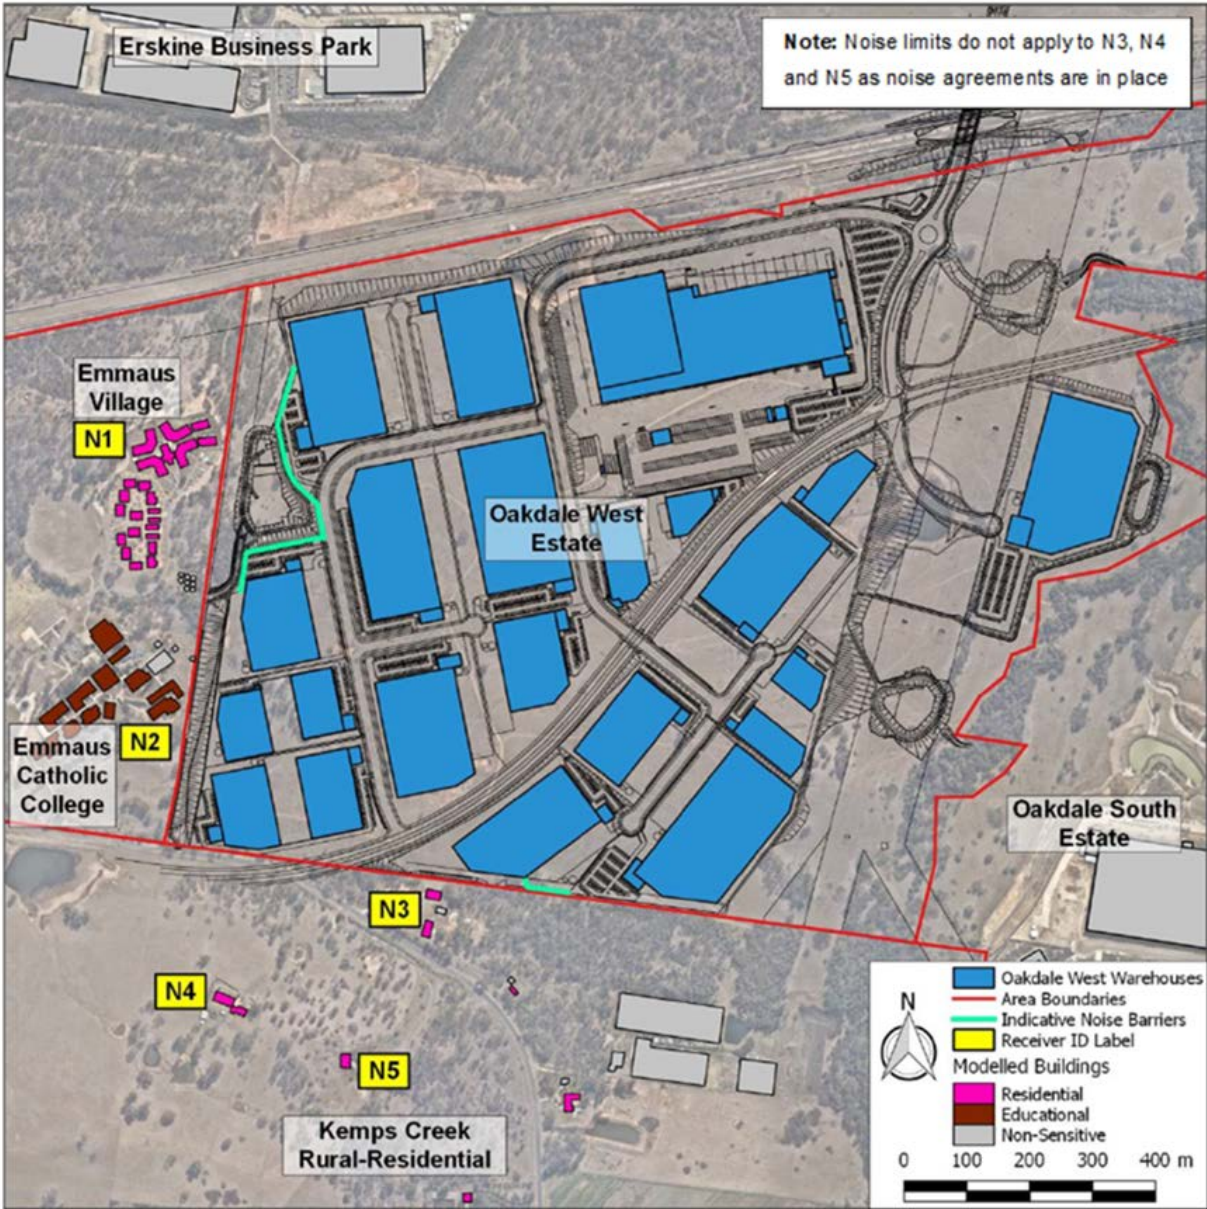 Erskine Business Park
Note: Noise limits do not apply to N3, N4
and N5 as noise agreements are in place
Emmaus
Village
N1
Oakdale West
Estate
N2
Emmaus
Catholic
College
Oakdale South
Estate
N3
N4
N5
Kemps Creek
Rural-Residential
N
Oakdale West Warehouses
Area Boundaries
Indicative Noise Barriers
Receiver ID Label
Modelled Buildings
Residential
Educational
Non-Sensitive
0 100 200 300 400 m